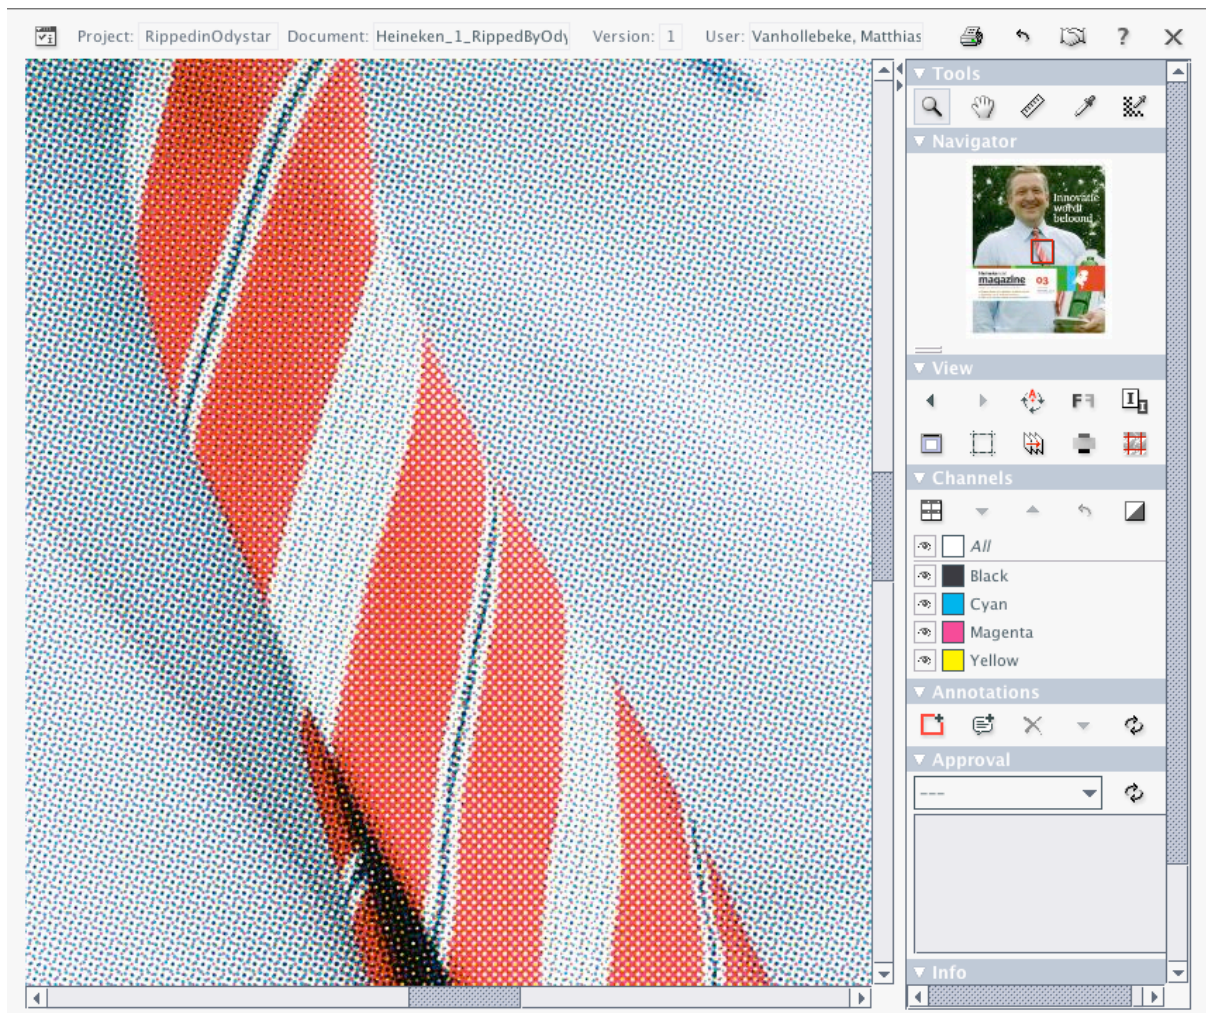 Project: RippedinOdystar Document: Heineken_1_RippedByOdy Version: 1 User: Vanhollebeke, Matthias
Tools
Navigator
Innovatie
wordt
beloond
magazine 03
View
Channels
All
Black
Cyan
Magenta
Yellow
Annotations
Approval
---
Info